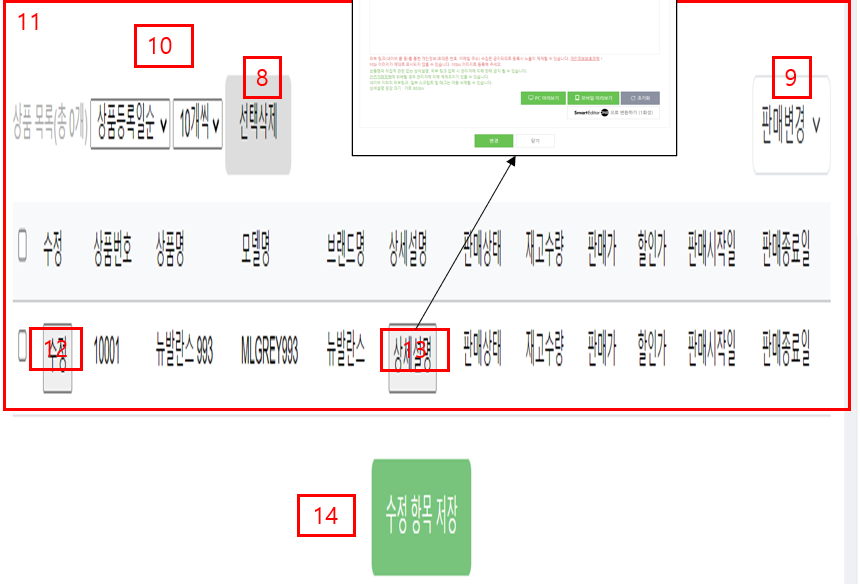 11
10
8
9
상품 목록(총 0개)
상품등록일순
10개씩
선택삭제
판매변경
PC 미리보기
모바일 미리보기
초기화
SmartEditor ONE 으로 변환하기 (1회성)
변경
닫기
수정 상품번호 상품명 모델명 브랜드명 상세설명 판매상태 재고수량 판매가 할인가 판매시작일 판매종료일
12
13
수정 10001 뉴발란스 993 MLGREY993 뉴발란스 상세설명 판매상태 재고수량 판매가 할인가 판매시작일 판매종료일
14
수정 항목 저장